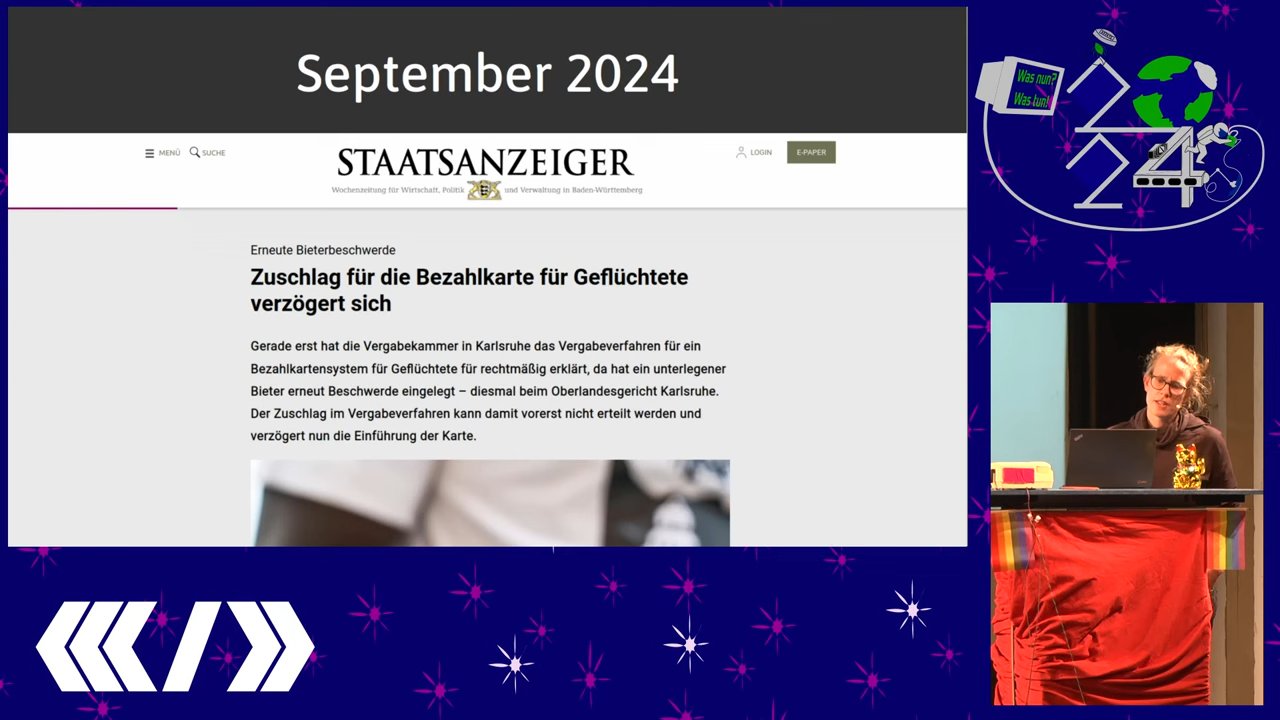 September 2024
MENÜ
SUCHE
STAATSANZEIGER
Wochenzeitung für Wirtschaft, Politik und Verwaltung in Baden-Württemberg
LOGIN
E-PAPER
Erneute Bieterbeschwerde
Zuschlag für die Bezahlkarte für Geflüchtete
verzögert sich
Gerade erst hat die Vergabekammer in Karlsruhe das Vergabeverfahren für ein
Bezahlkartensystem für Geflüchtete für rechtmäßig erklärt, da hat ein unterlegener
Bieter erneut Beschwerde eingelegt – diesmal beim Oberlandesgericht Karlsruhe.
Der Zuschlag im Vergabeverfahren kann damit vorerst nicht erteilt werden und
verzögert nun die Einführung der Karte.
Was nun?
Was tun!